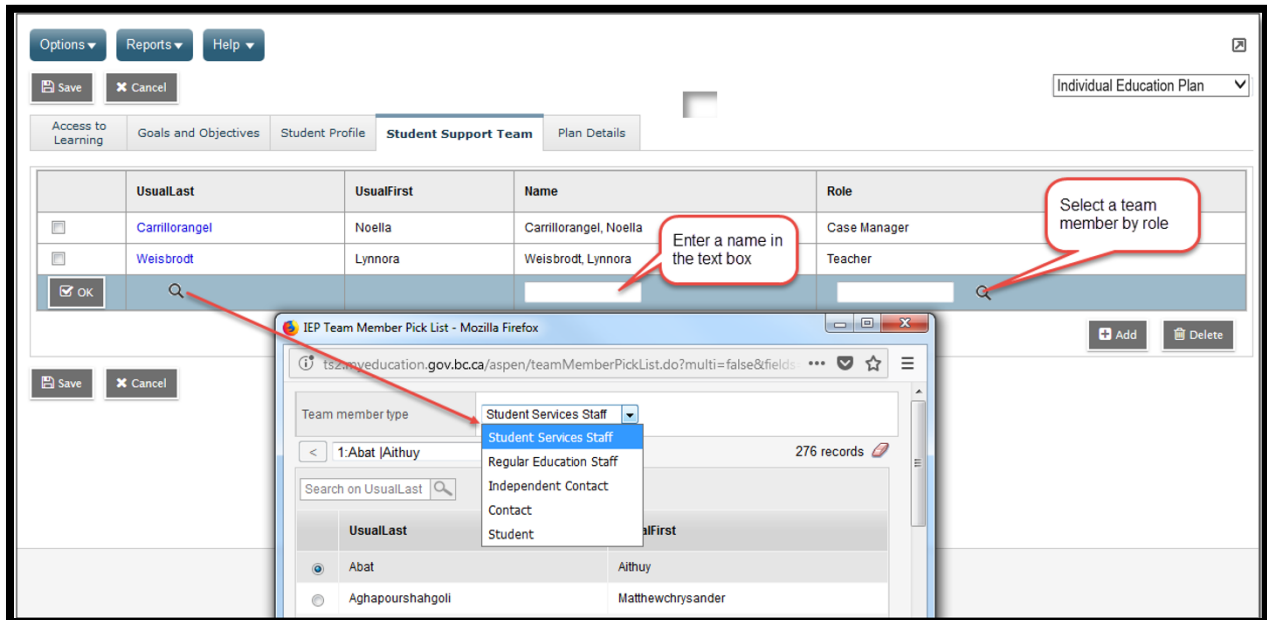 Options Reports Help
Save Cancel
Individual Education Plan
Access to Learning
Goals and Objectives
Student Profile
Student Support Team
Plan Details
UsualLast UsualFirst Name Role
Carrillorangel Noella Carrillorangel, Noella Case Manager
Weisbrodt Lynnora Weisbrodt, Lynnora Teacher
Enter a name in
the text box
Select a team
member by role
OK
Add Delete
Save Cancel
IEP Team Member Pick List - Mozilla Firefox
ts2.myeducation.gov.bc.ca/aspen/teamMemberPickList.do?multi=false&fields
Team member type Student Services Staff
Student Services Staff
Regular Education Staff
Independent Contact
Contact
Student
< 1:Abat |Aithuy 276 records
Search on UsualLast
UsualLast alFirst
Abat Aithuy
Aghapourshahgoli Matthewchrysander